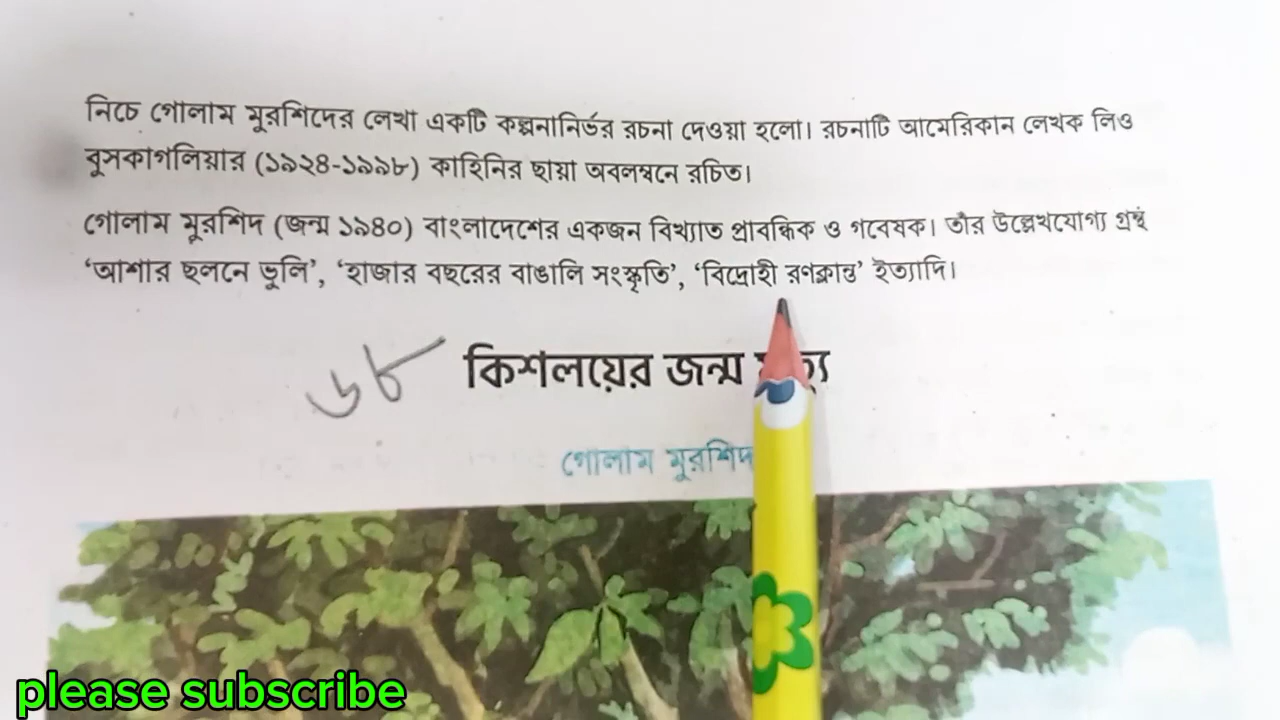 নিচে গোলাম মুরশিদের লেখা একটি কল্পনানির্ভর রচনা দেওয়া হলো। রচনাটি আমেরিকান লেখক লিও
বুসকাগলিয়ার (১৯২৪-১৯৯৮) কাহিনির ছায়া অবলম্বনে রচিত।
গোলাম মুরশিদ (জন্ম ১৯৪০) বাংলাদেশের একজন বিখ্যাত প্রাবন্ধিক ও গবেষক। তাঁর উল্লেখযোগ্য গ্রন্থ
‘আশার ছলনে ভুলি’, ‘হাজার বছরের বাঙালি সংস্কৃতি’, ‘বিদ্রোহী রণক্লান্ত’ ইত্যাদি।
৬৮
কিশলয়ের জন্ম
গোলাম মুরশিদ
please subscribe